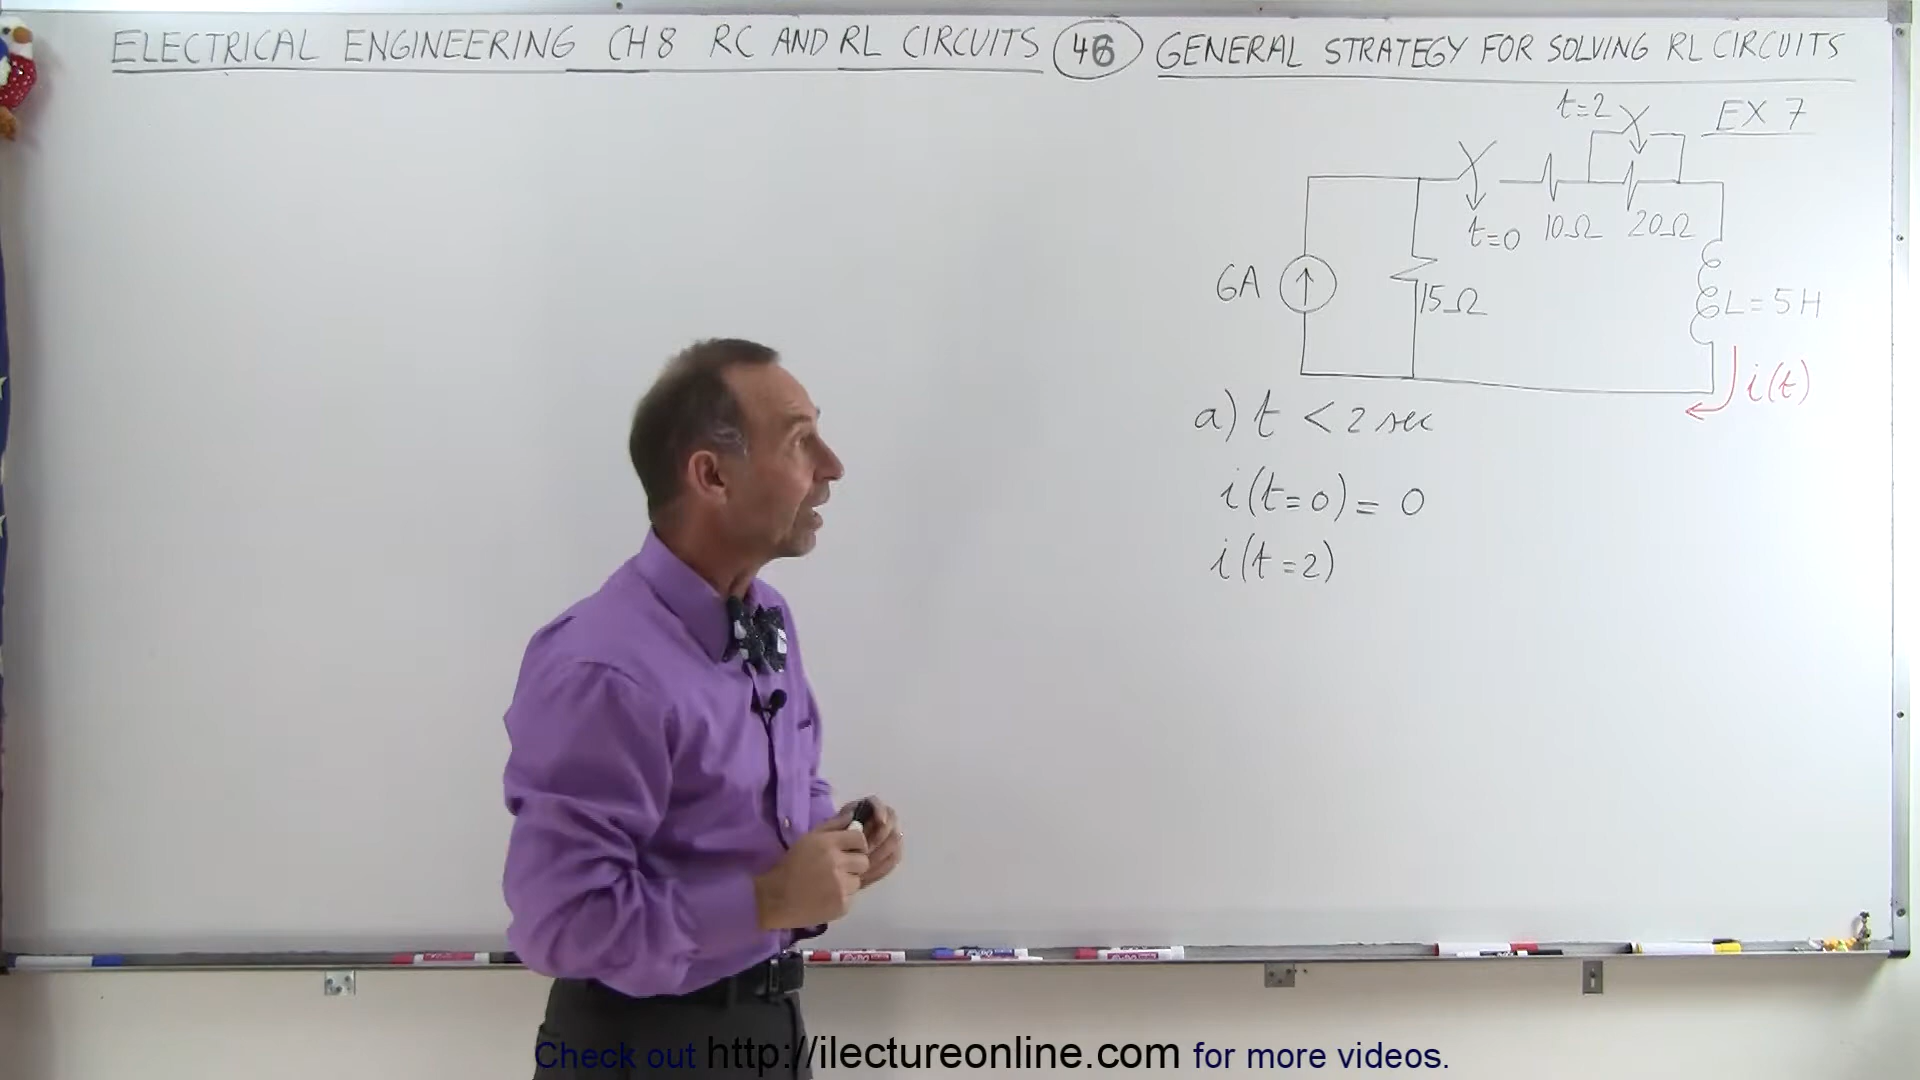 ELECTRICAL ENGINEERING CH 8 RC AND RL CIRCUITS 46 GENERAL STRATEGY FOR SOLVING RL CIRCUITS
t=2
EX 7
t=0
10Ω
20Ω
6A
15Ω
L=5H
i(t)
a) t < 2 sec
i(t=0) = 0
i(t=2)
Check out http://ilectureonline.com for more videos.